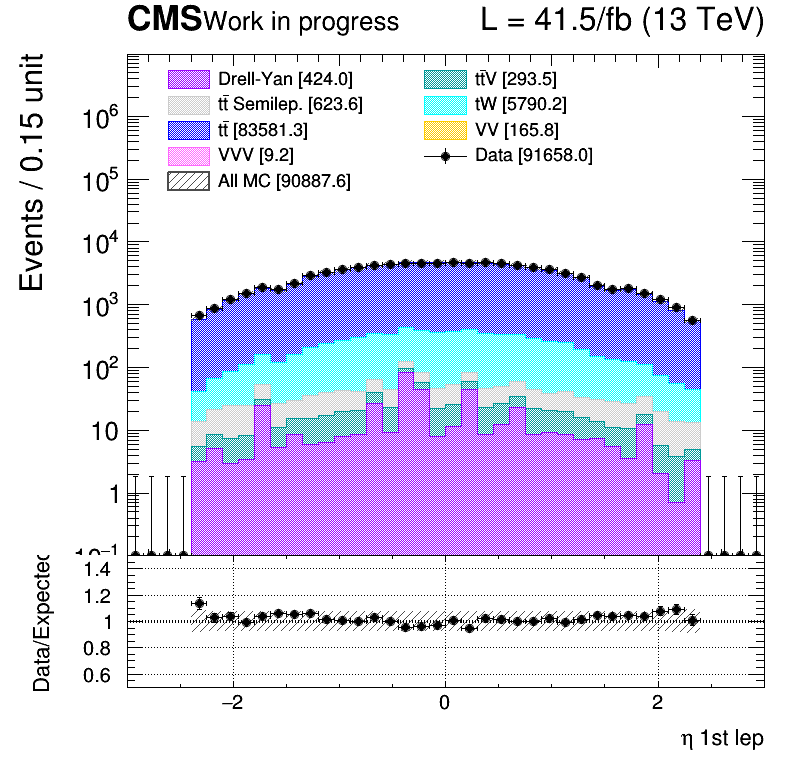 CMS Work in progress L = 41.5/fb (13 TeV)
Drell-Yan [424.0] tt̄V [293.5]
tt̄ Semilep. [623.6] tW [5790.2]
tt̄ [83581.3] VV [165.8]
VVV [9.2] Data [91658.0]
All MC [90887.6]
Events / 0.15 unit
10⁶
10⁵
10⁴
10³
10²
10
1
10⁻¹
Data/Expected
1.4
1.2
1
0.8
0.6
−2 0 2
η 1st lep